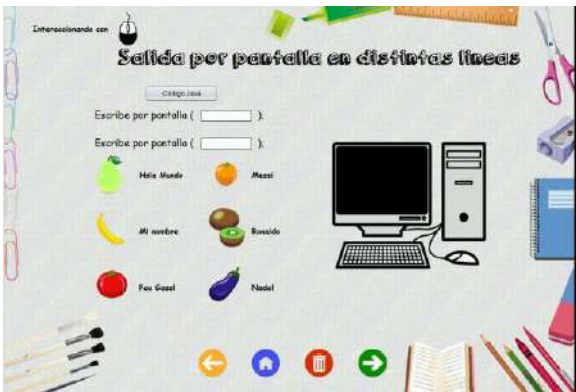 Interaccionando con
Salida por pantalla en distintas lineas
Código Java
Escribe por pantalla ( );
Escribe por pantalla ( );
Hola Mundo Messi
Mi nombre Ronaldo
Pau Gasol Nadal